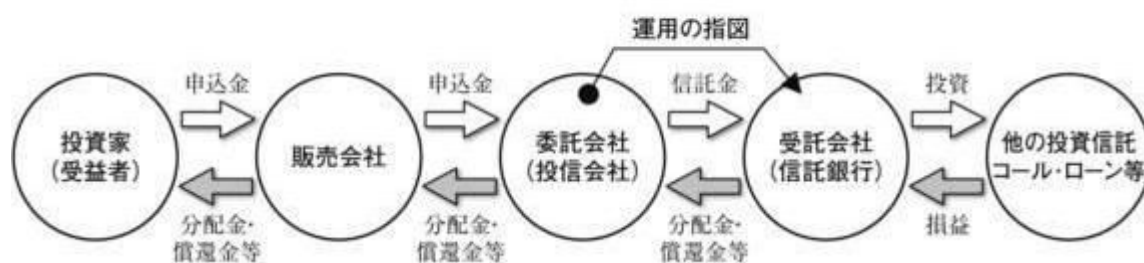 運用の指図
申込金
申込金
信託金
投資
投資家
(受益者)
販売会社
委託会社
(投信会社)
受託会社
(信託銀行)
他の投資信託
コール・ローン等
分配金・
償還金等
分配金・
償還金等
分配金・
償還金等
損益